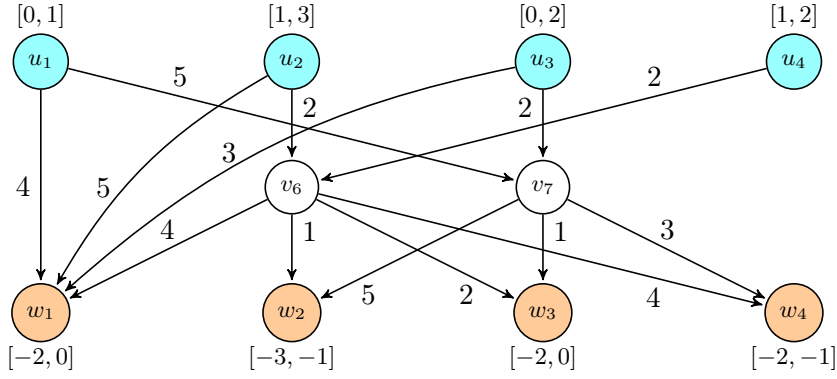 [0, 1] [1, 3] [0, 2] [1, 2]
u₁ u₂ u₃ u₄
5 2 2 2
3
4 5
v₆ v₇
4 1 1 3
5 2 4
w₁ w₂ w₃ w₄
[−2, 0] [−3, −1] [−2, 0] [−2, −1]